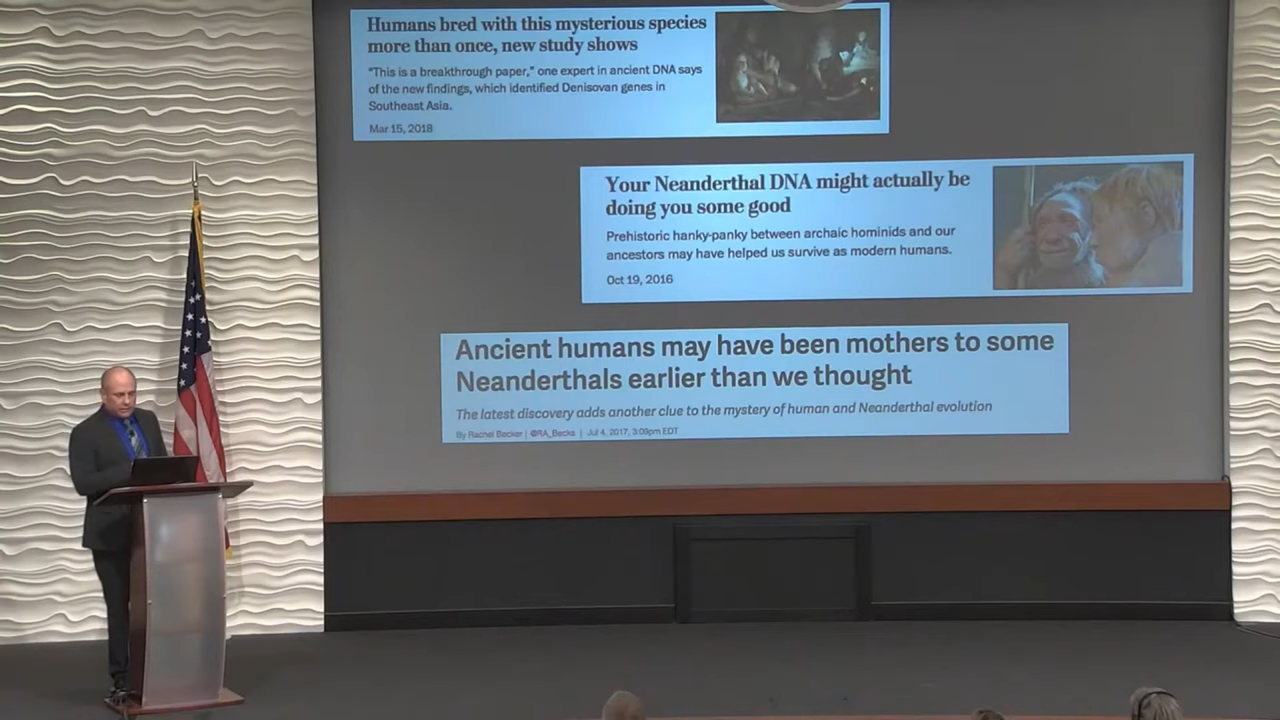 Humans bred with this mysterious species
more than once, new study shows
"This is a breakthrough paper," one expert in ancient DNA says
of the new findings, which identified Denisovan genes in
Southeast Asia.
Mar 15, 2018
Your Neanderthal DNA might actually be
doing you some good
Prehistoric hanky-panky between archaic hominids and our
ancestors may have helped us survive as modern humans.
Oct 19, 2016
Ancient humans may have been mothers to some
Neanderthals earlier than we thought
The latest discovery adds another clue to the mystery of human and Neanderthal evolution
By Rachel Becker | @RA_Becks | Jul 4, 2017, 3:09pm EDT